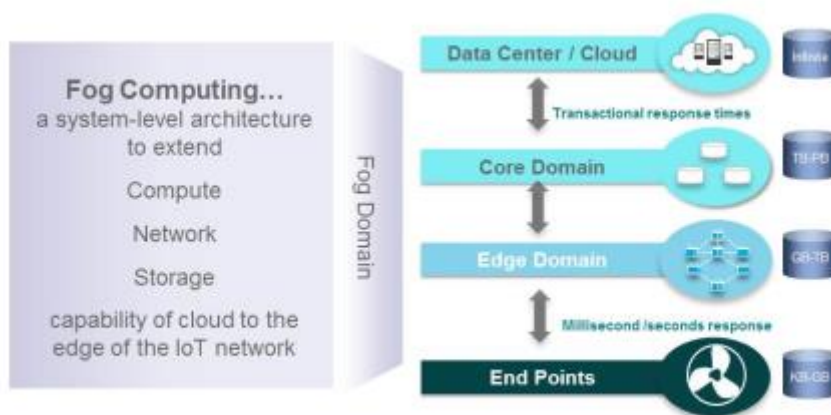 Fog Computing...
a system-level architecture
to extend
Compute
Network
Storage
capability of cloud to the
edge of the IoT network
Fog Domain
Data Center / Cloud
Infinite
Transactional response times
Core Domain
TB-PB
Edge Domain
GB-TB
Millisecond /seconds response
End Points
KB-GB